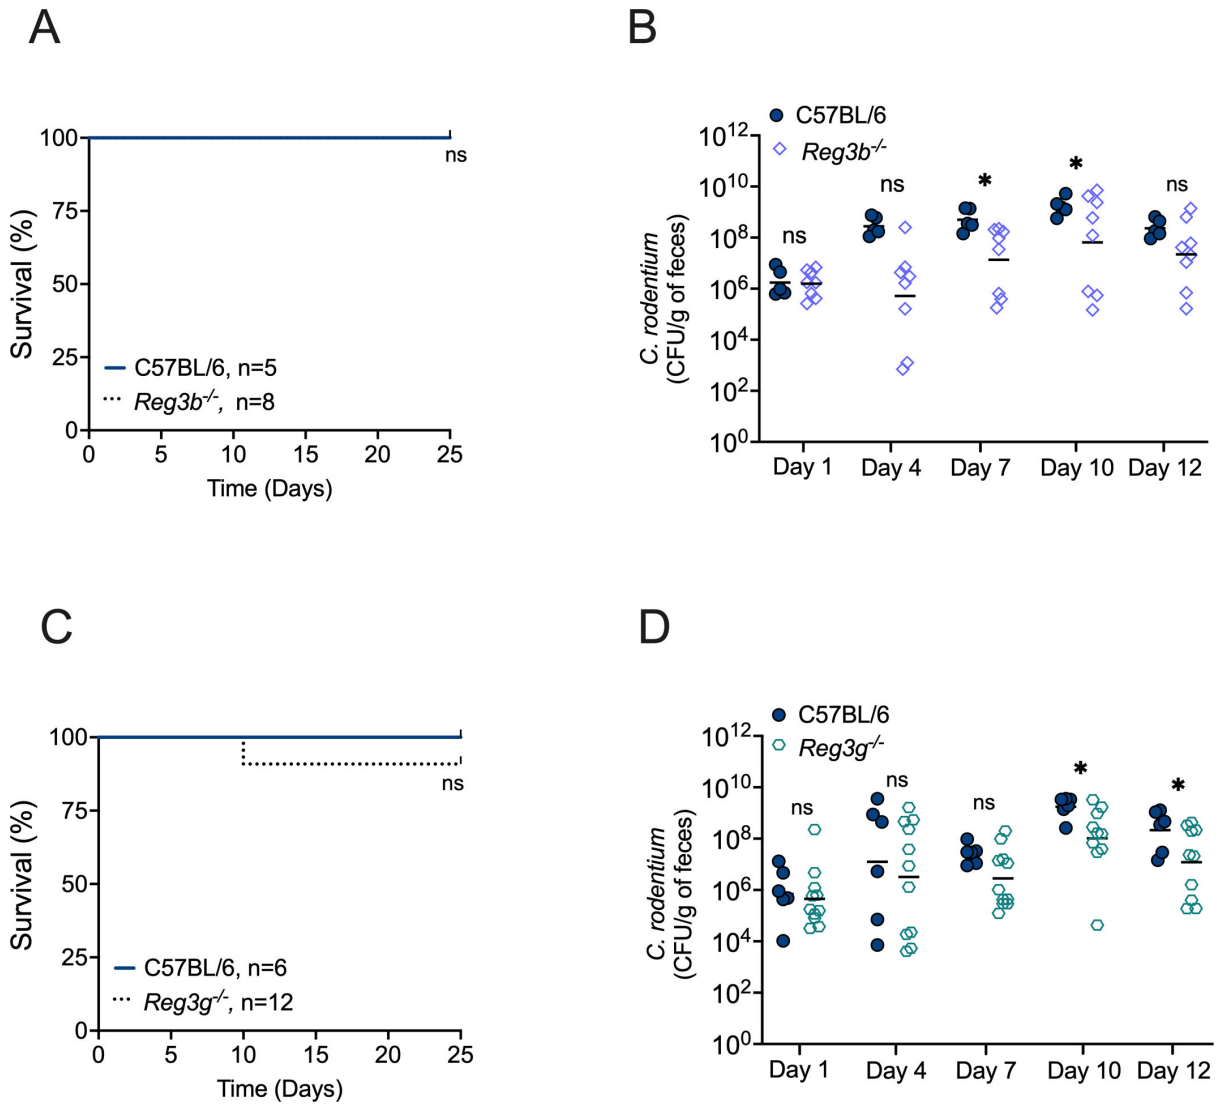 A
100
75
50
25
0
Survival (%)
ns
C57BL/6, n=5
Reg3b-/-, n=8
0 5 10 15 20 25
Time (Days)
B
C57BL/6
Reg3b-/-
10^12
10^10
10^8
10^6
10^4
10^2
10^0
C. rodentium
(CFU/g of feces)
ns ns * * ns
Day 1 Day 4 Day 7 Day 10 Day 12
C
100
75
50
25
0
Survival (%)
ns
C57BL/6, n=6
Reg3g-/-, n=12
0 5 10 15 20 25
Time (Days)
D
C57BL/6
Reg3g-/-
10^12
10^10
10^8
10^6
10^4
10^2
10^0
C. rodentium
(CFU/g of feces)
ns ns ns * *
Day 1 Day 4 Day 7 Day 10 Day 12